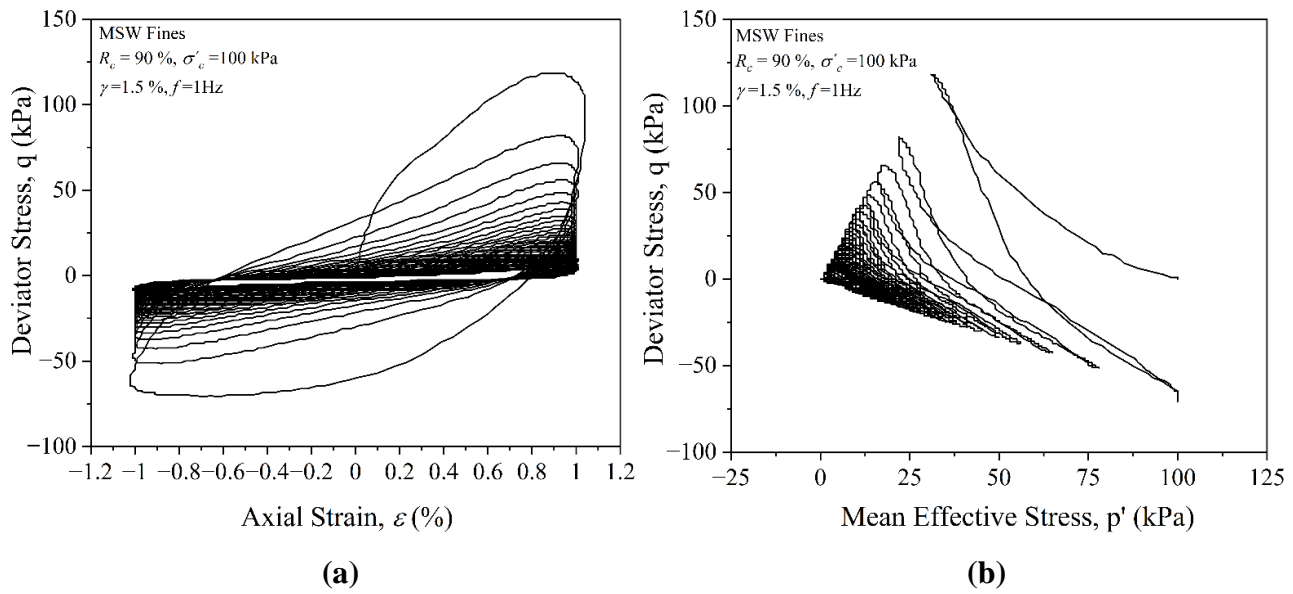 MSW Fines
R_c = 90 %, σ'_c =100 kPa
γ =1.5 %, f =1Hz
150
100
50
0
−50
−100
Deviator Stress, q (kPa)
−1.2 −1 −0.8 −0.6 −0.4 −0.2 0 0.2 0.4 0.6 0.8 1 1.2
Axial Strain, ε (%)
(a)
MSW Fines
R_c = 90 %, σ'_c =100 kPa
γ =1.5 %, f =1Hz
150
100
50
0
−50
−100
Deviator Stress, q (kPa)
−25 0 25 50 75 100 125
Mean Effective Stress, p' (kPa)
(b)